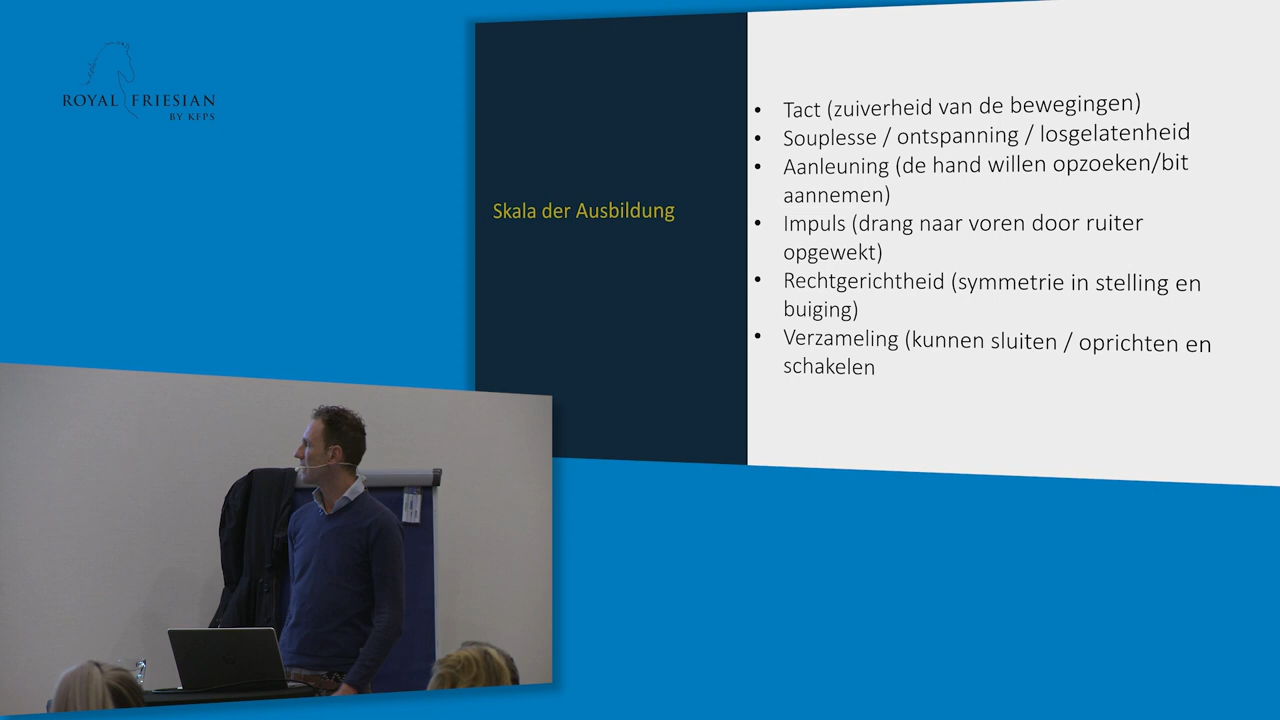 ROYAL FRIESIAN
BY KFPS
Skala der Ausbildung
• Tact (zuiverheid van de bewegingen)
• Souplesse / ontspanning / losgelatenheid
• Aanleuning (de hand willen opzoeken/bit
aannemen)
• Impuls (drang naar voren door ruiter
opgewekt)
• Rechtgerichtheid (symmetrie in stelling en
buiging)
• Verzameling (kunnen sluiten / oprichten en
schakelen